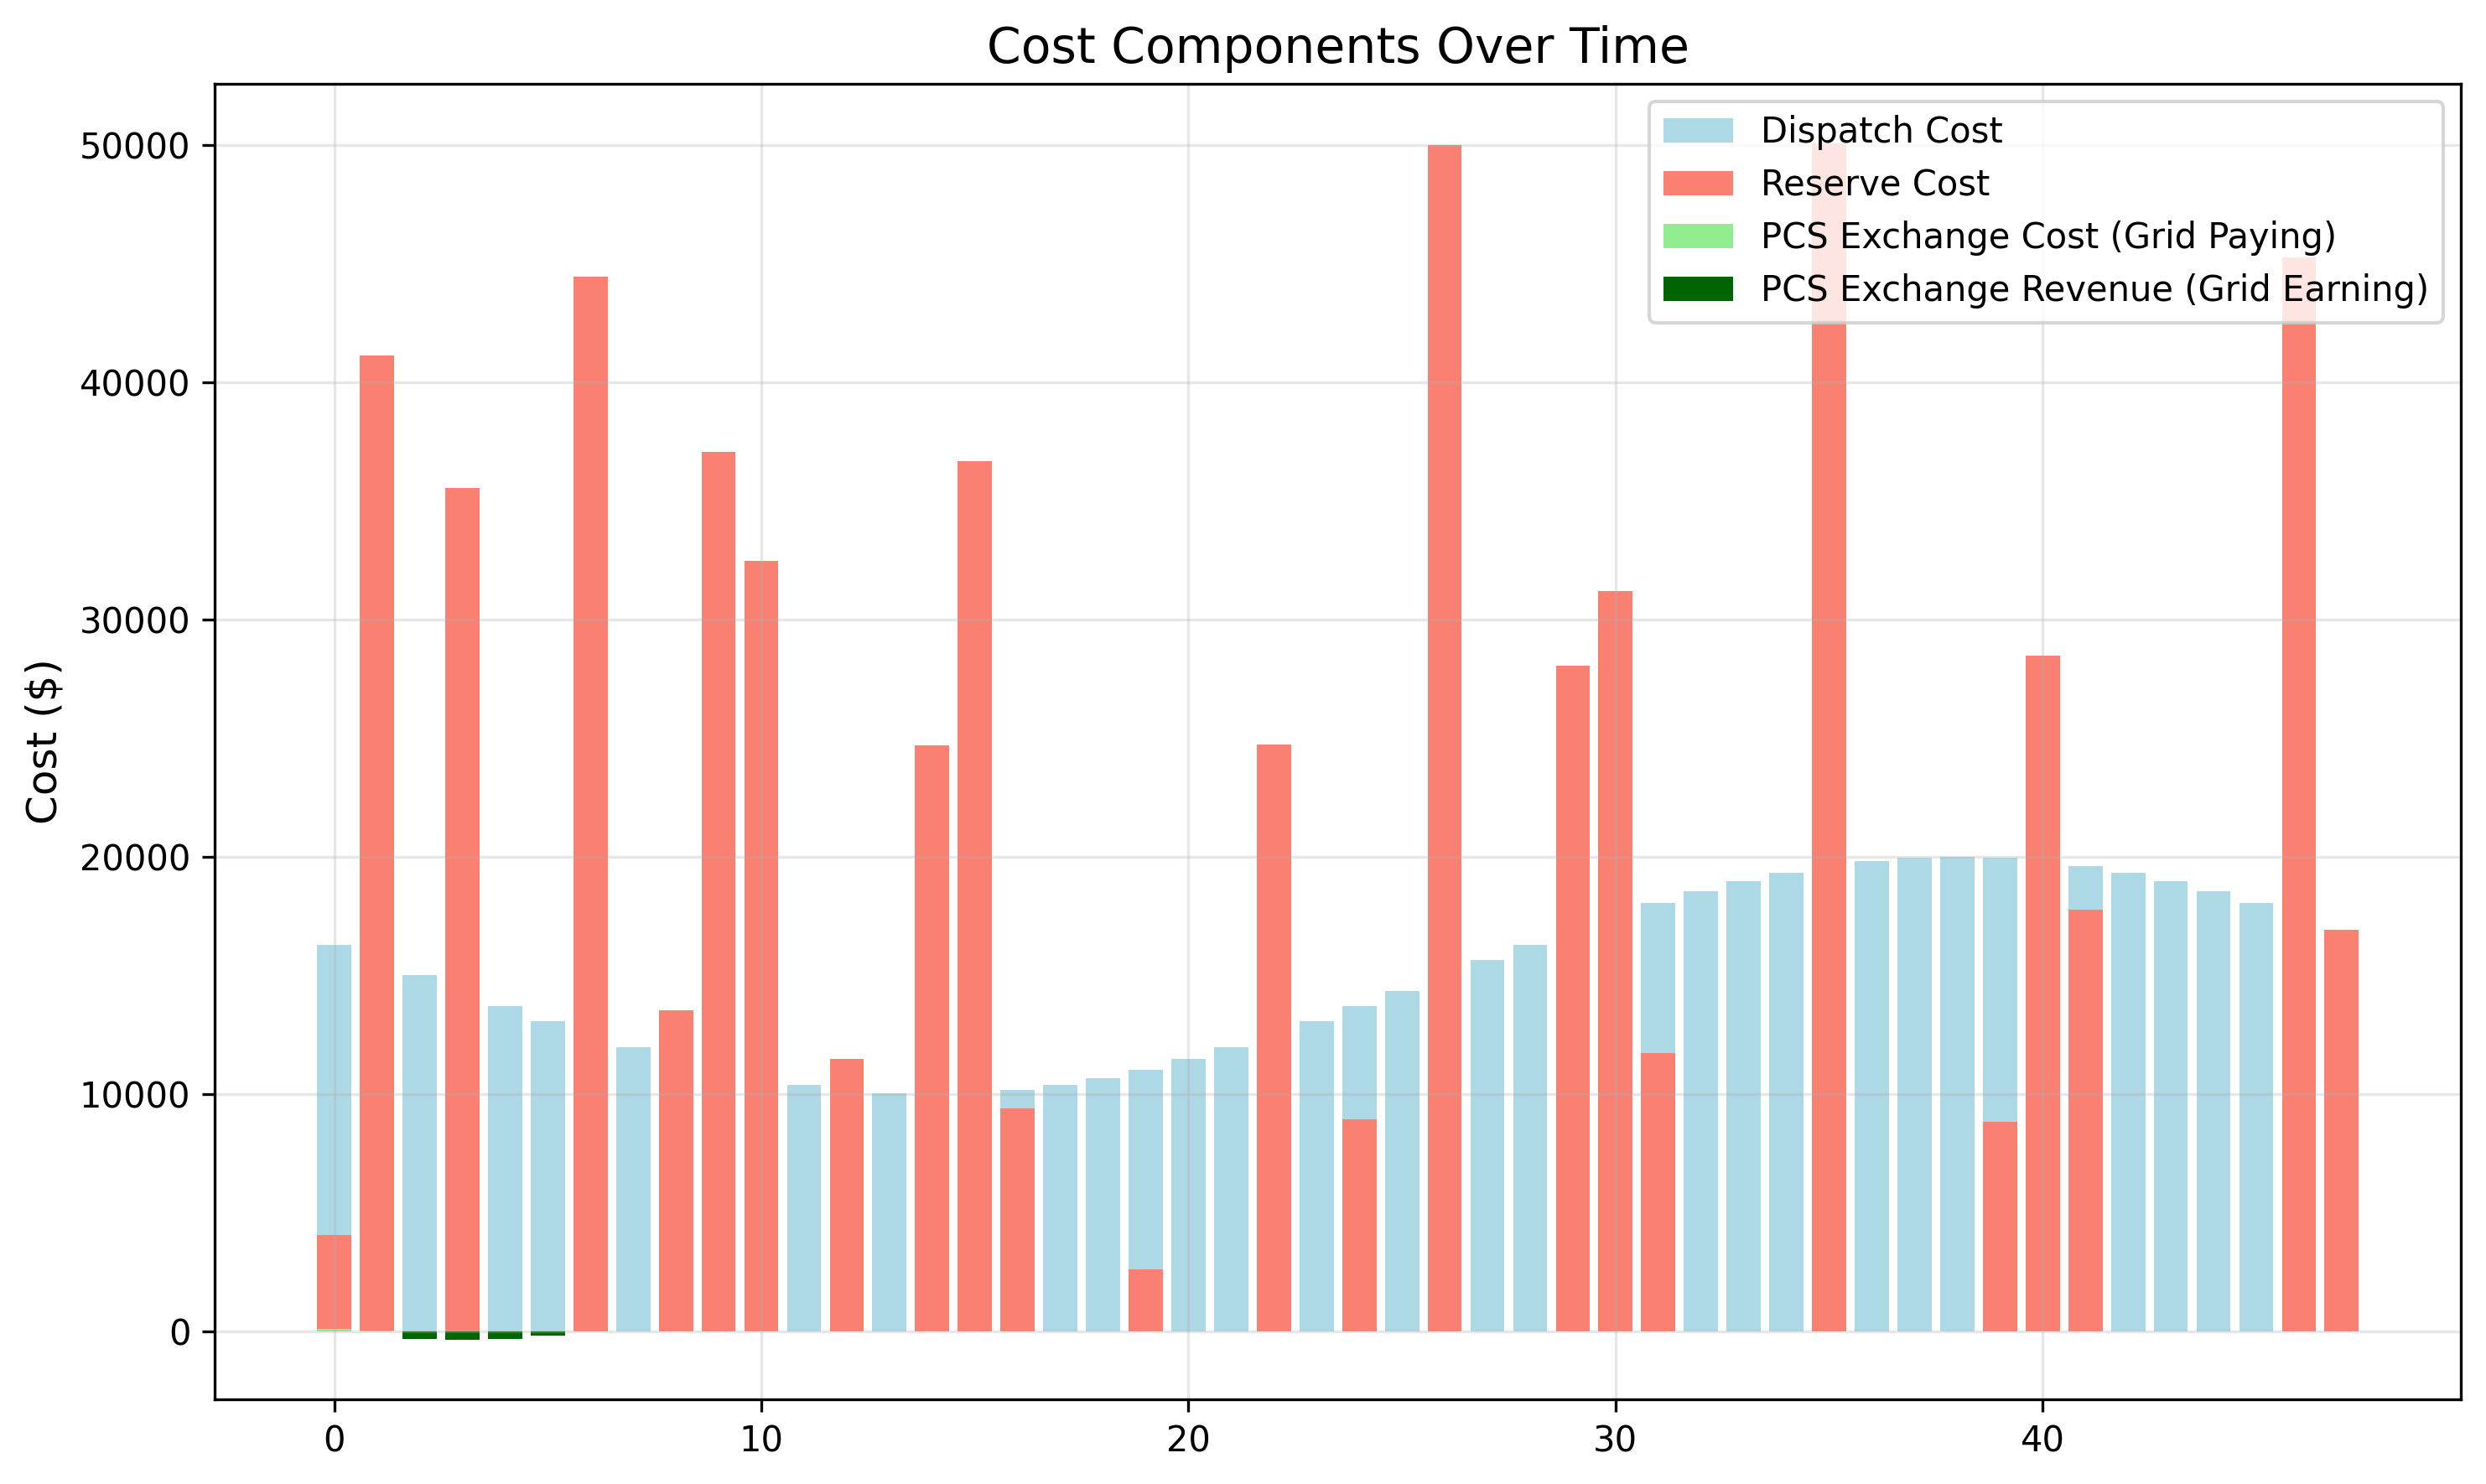 Cost Components Over Time
Dispatch Cost
Reserve Cost
PCS Exchange Cost (Grid Paying)
PCS Exchange Revenue (Grid Earning)
Cost ($)
50000
40000
30000
20000
10000
0
0 10 20 30 40